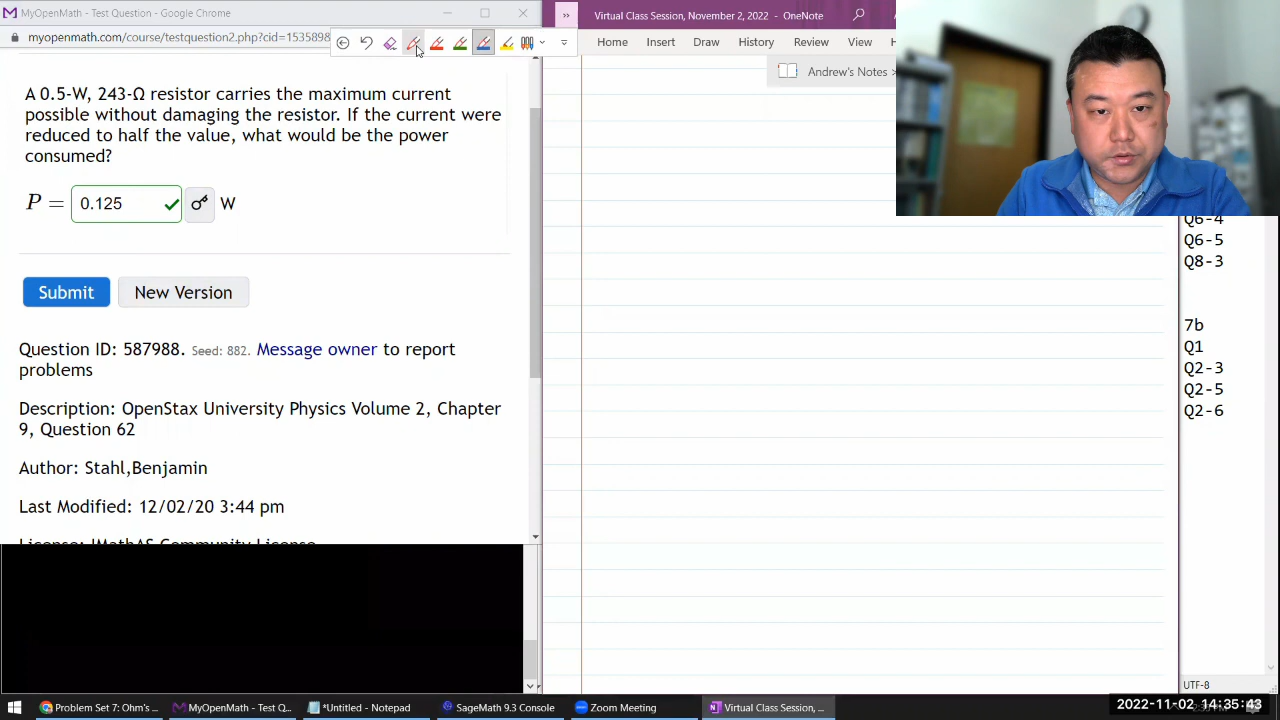 MyOpenMath - Test Question - Google Chrome
myopenmath.com/course/testquestion2.php?cid=1535898
A 0.5-W, 243-Ω resistor carries the maximum current
possible without damaging the resistor. If the current were
reduced to half the value, what would be the power
consumed?
P = 0.125 W
Submit New Version
Question ID: 587988. Seed: 882. Message owner to report
problems
Description: OpenStax University Physics Volume 2, Chapter
9, Question 62
Author: Stahl,Benjamin
Last Modified: 12/02/20 3:44 pm
License: IMathAS Community License
Virtual Class Session, November 2, 2022 - OneNote
Home Insert Draw History Review View
Andrew's Notes >
Q6-4
Q6-5
Q8-3
7b
Q1
Q2-3
Q2-5
Q2-6
UTF-8
Problem Set 7: Ohm's ... MyOpenMath - Test Q... *Untitled - Notepad SageMath 9.3 Console Zoom Meeting Virtual Class Session, ...
2022-11-02 14:35:43